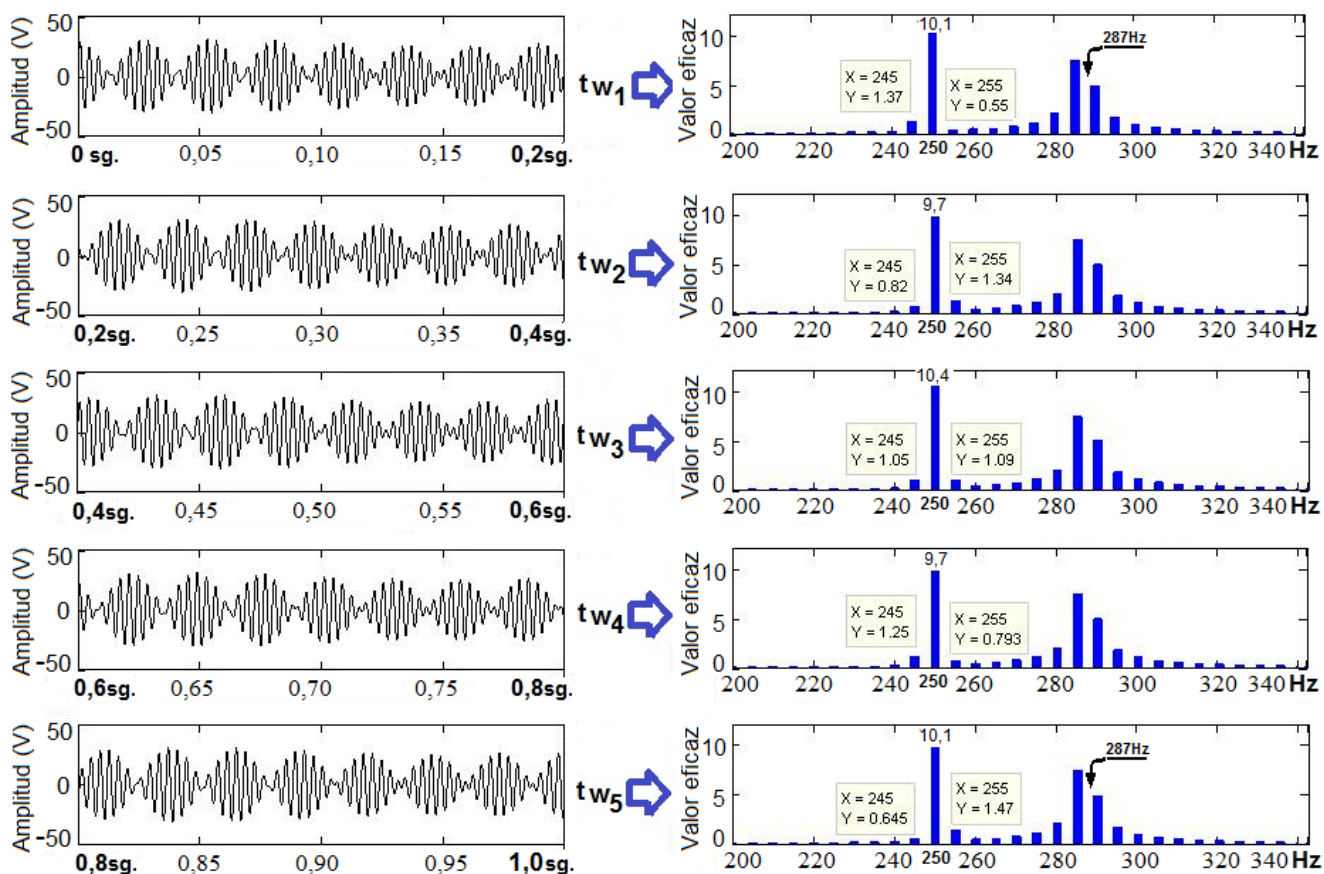 Amplitud (V)
50
0
-50
0 sg.
0,05
0,10
0,15
0,2sg.
t w1
Valor eficaz
10
5
0
10,1
287Hz
X = 245
Y = 1.37
X = 255
Y = 0.55
200
220
240
250
260
280
300
320
340
Hz
Amplitud (V)
50
0
-50
0,2sg.
0,25
0,30
0,35
0,4sg.
t w2
Valor eficaz
10
5
0
9,7
X = 245
Y = 0.82
X = 255
Y = 1.34
200
220
240
250
260
280
300
320
340
Hz
Amplitud (V)
50
0
-50
0,4sg.
0,45
0,50
0,55
0,6sg.
t w3
Valor eficaz
10
5
0
10,4
X = 245
Y = 1.05
X = 255
Y = 1.09
200
220
240
250
260
280
300
320
340
Hz
Amplitud (V)
50
0
-50
0,6sg.
0,65
0,70
0,75
0,8sg.
t w4
Valor eficaz
10
5
0
9,7
X = 245
Y = 1.25
X = 255
Y = 0.793
200
220
240
250
260
280
300
320
340
Hz
Amplitud (V)
50
0
-50
0,8sg.
0,85
0,90
0,95
1,0sg.
t w5
Valor eficaz
10
5
0
10,1
287Hz
X = 245
Y = 0.645
X = 255
Y = 1.47
200
220
240
250
260
280
300
320
340
Hz